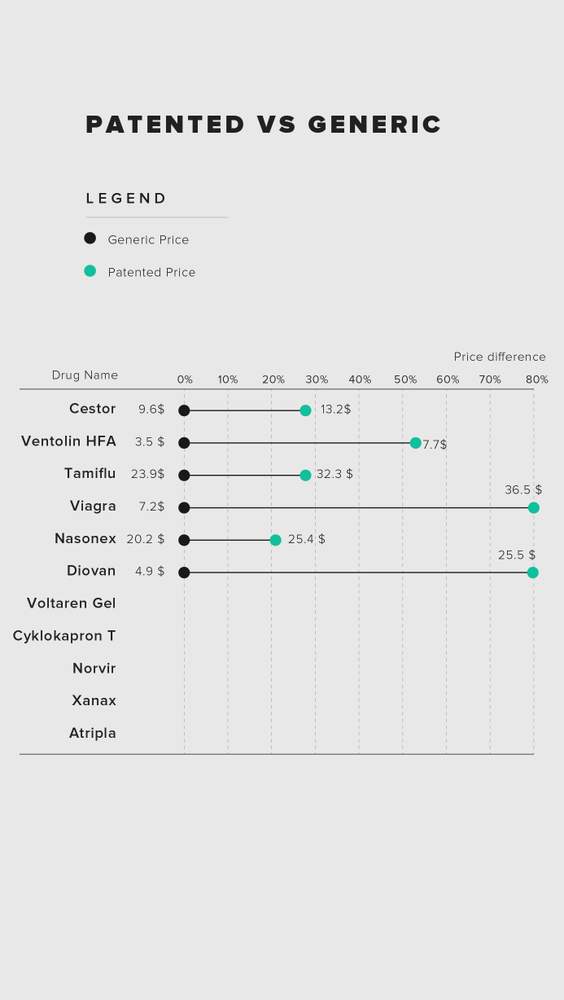 PATENTED VS GENERIC
LEGEND
Generic Price
Patented Price
Price difference
Drug Name 0% 10% 20% 30% 40% 50% 60% 70% 80%
Cestor 9.6$ 13.2$
Ventolin HFA 3.5 $ 7.7$
Tamiflu 23.9$ 32.3 $
36.5 $
Viagra 7.2$
Nasonex 20.2 $ 25.4 $
25.5 $
Diovan 4.9 $
Voltaren Gel
Cyklokapron T
Norvir
Xanax
Atripla